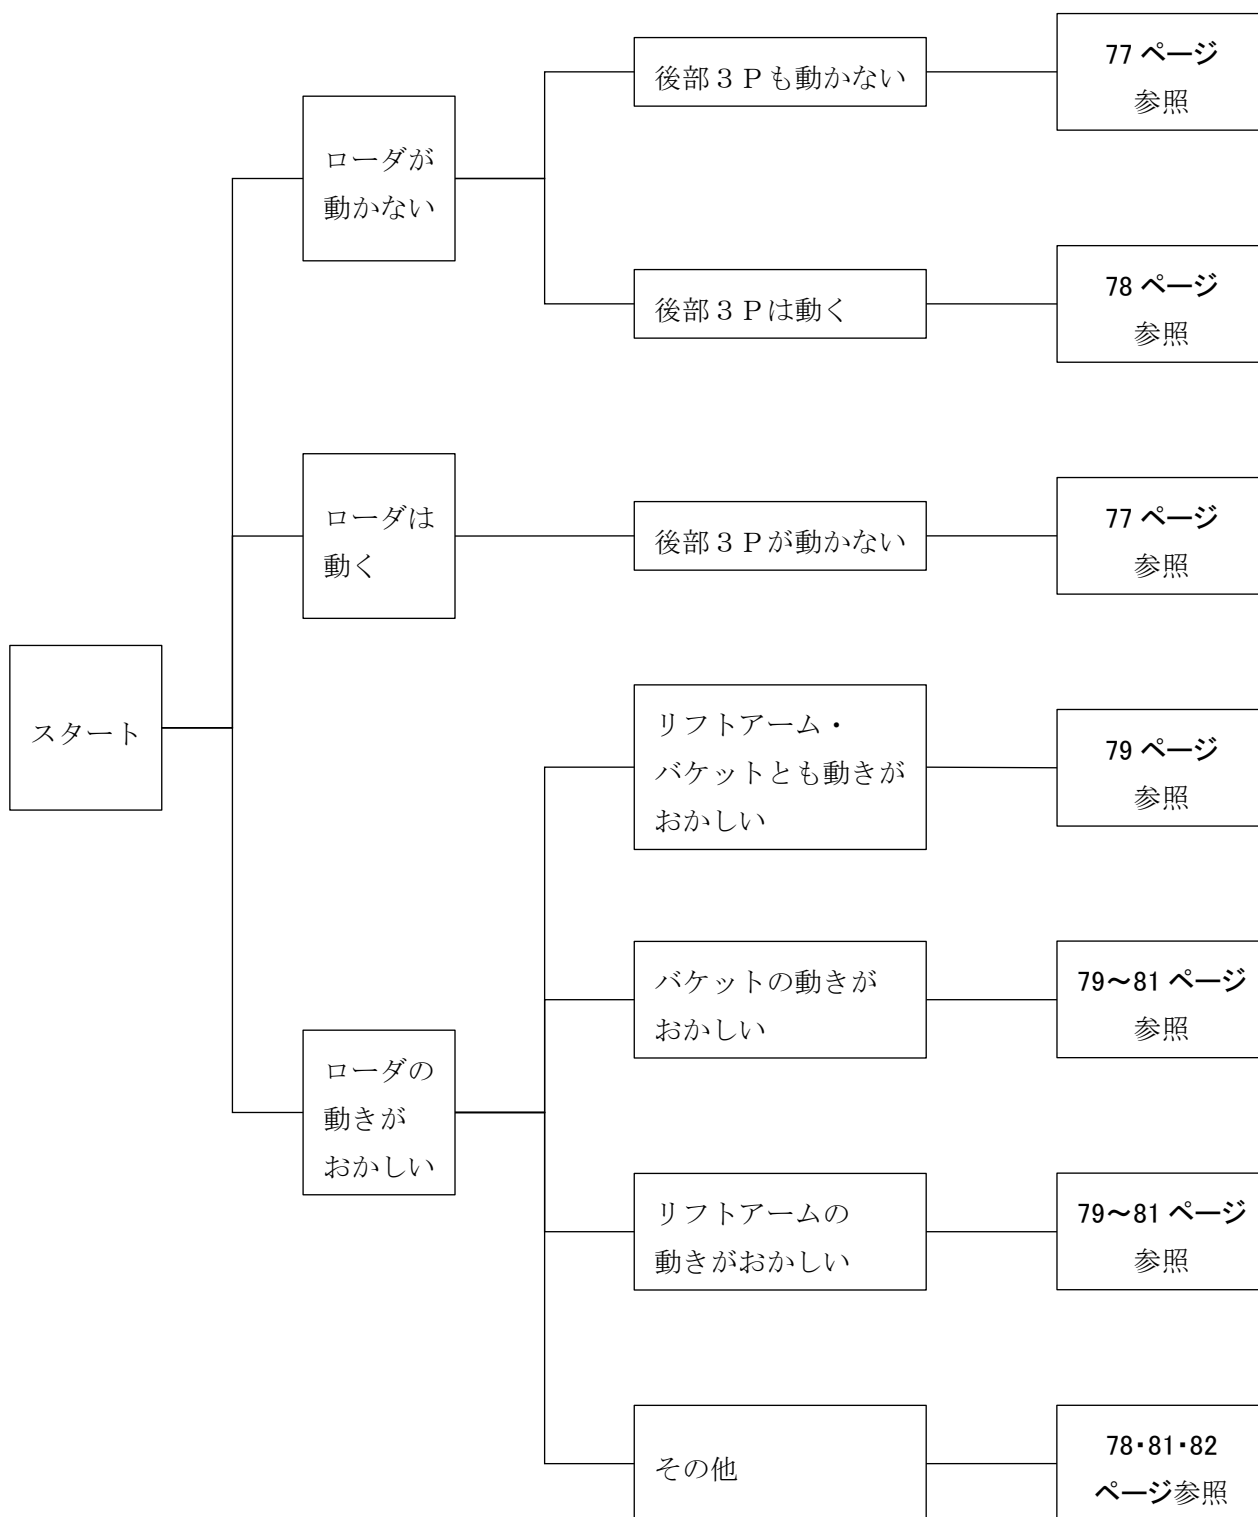 スタート
ローダが
動かない
後部３Ｐも動かない
77 ページ
参照
後部３Ｐは動く
78 ページ
参照
ローダは
動く
後部３Ｐが動かない
77 ページ
参照
ローダの
動きが
おかしい
リフトアーム・
バケットとも動きが
おかしい
79 ページ
参照
バケットの動きが
おかしい
79～81 ページ
参照
リフトアームの
動きがおかしい
79～81 ページ
参照
その他
78・81・82
ページ参照